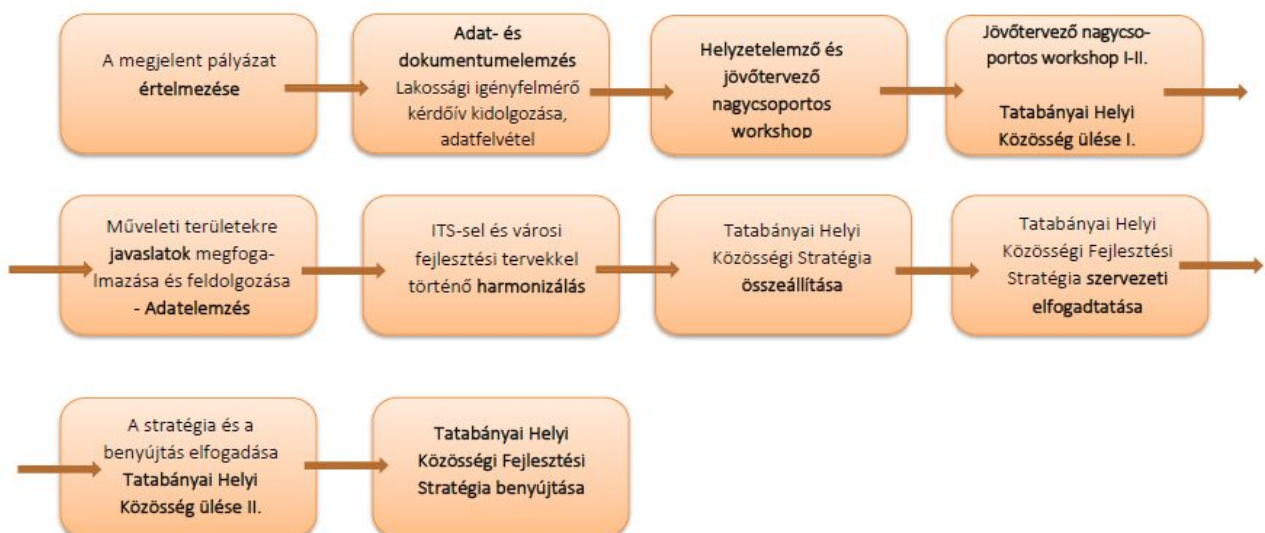 A megjelent pályázat
értelmezése
Adat- és
dokumentumelemzés
Lakossági igényfelmérő
kérdőív kidolgozása,
adatfelvétel
Helyzetelemző és
jövőtervező
nagycsoportos
workshop
Jövőtervező nagycso-
portos workshop I-II.
Tatabányai Helyi
Közösség ülése I.
Műveleti területekre
javaslatok megfoga-
lmazása és feldolgozása
- Adatelemzés
ITS-sel és városi
fejlesztési tervekkel
történő harmonizálás
Tatabányai Helyi
Közösségi Stratégia
összeállítása
Tatabányai Helyi
Közösségi Fejlesztési
Stratégia szervezeti
elfogadtatása
A stratégia és a
benyújtás elfogadása
Tatabányai Helyi
Közösség ülése II.
Tatabányai Helyi
Közösségi Fejlesztési
Stratégia benyújtása